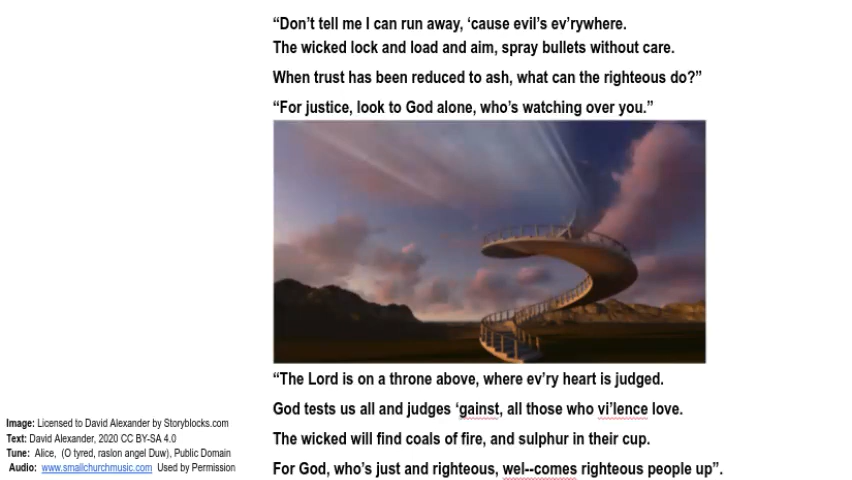 “Don’t tell me I can run away, ‘cause evil’s ev’rywhere.
The wicked lock and load and aim, spray bullets without care.
When trust has been reduced to ash, what can the righteous do?”
“For justice, look to God alone, who’s watching over you.”
“The Lord is on a throne above, where ev’ry heart is judged.
God tests us all and judges ‘gainst, all those who vi’lence love.
The wicked will find coals of fire, and sulphur in their cup.
For God, who’s just and righteous, wel--comes righteous people up”.
Image: Licensed to David Alexander by Storyblocks.com
Text: David Alexander, 2020 CC BY-SA 4.0
Tune: Alice, (O tyred, raslon angel Duw), Public Domain
Audio: www.smallchurchmusic.com Used by Permission